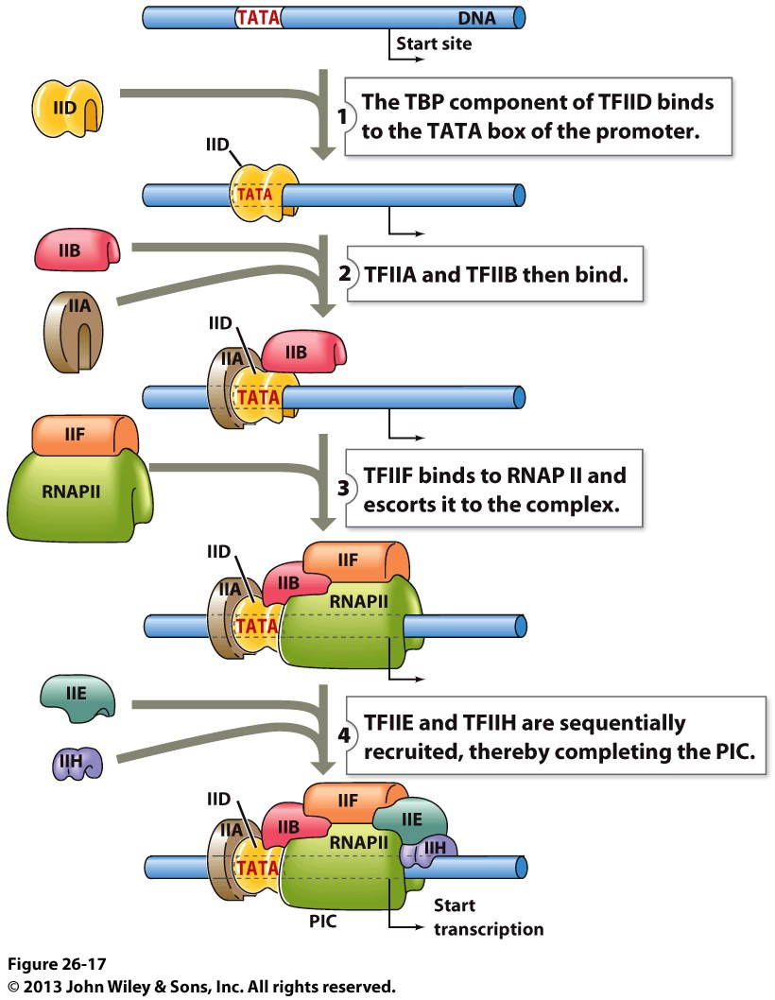 TATA DNA
Start site
IID
1 The TBP component of TFIID binds
to the TATA box of the promoter.
IID
TATA
IIB
2 TFIIA and TFIIB then bind.
IIA
IID
IIA IIB
TATA
IIF
RNAPII
3 TFIIF binds to RNAP II and
escorts it to the complex.
IID
IIF
IIA IIB
RNAPII
TATA
IIE
4 TFIIE and TFIIH are sequentially
recruited, thereby completing the PIC.
IIH
IID
IIF
IIA IIB IIE
RNAPII IIH
TATA
PIC
Start
transcription
Figure 26-17
© 2013 John Wiley & Sons, Inc. All rights reserved.